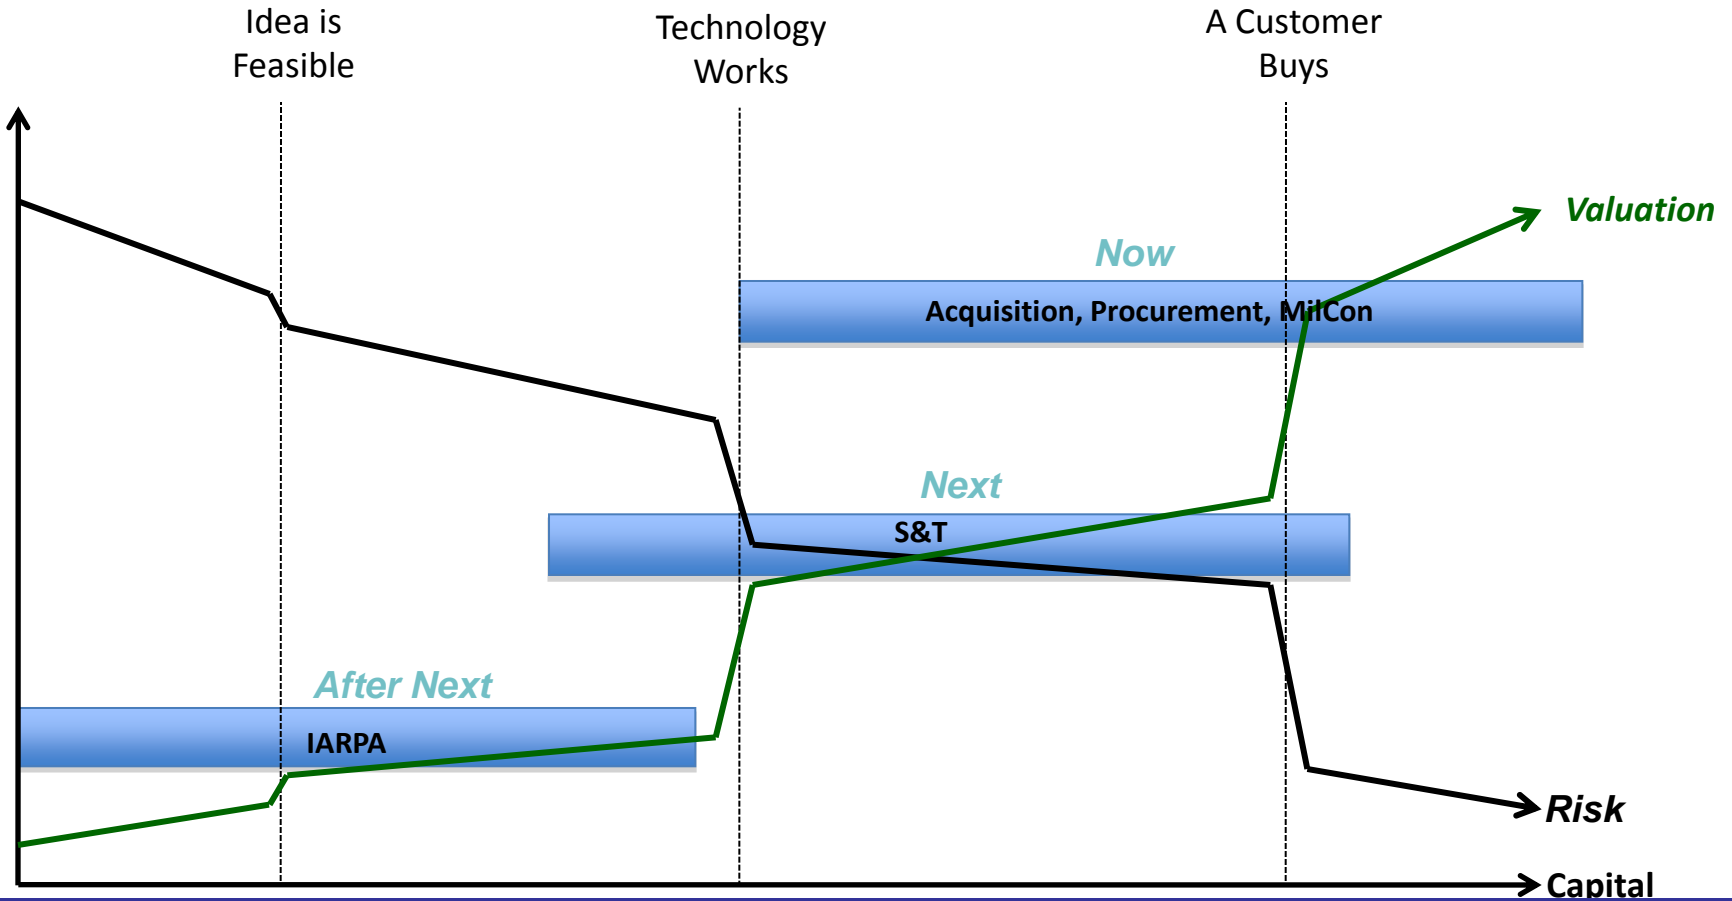 Idea is
Feasible
Technology
Works
A Customer
Buys
Valuation
Now
Acquisition, Procurement, MilCon
Next
S&T
After Next
IARPA
Risk
Capital